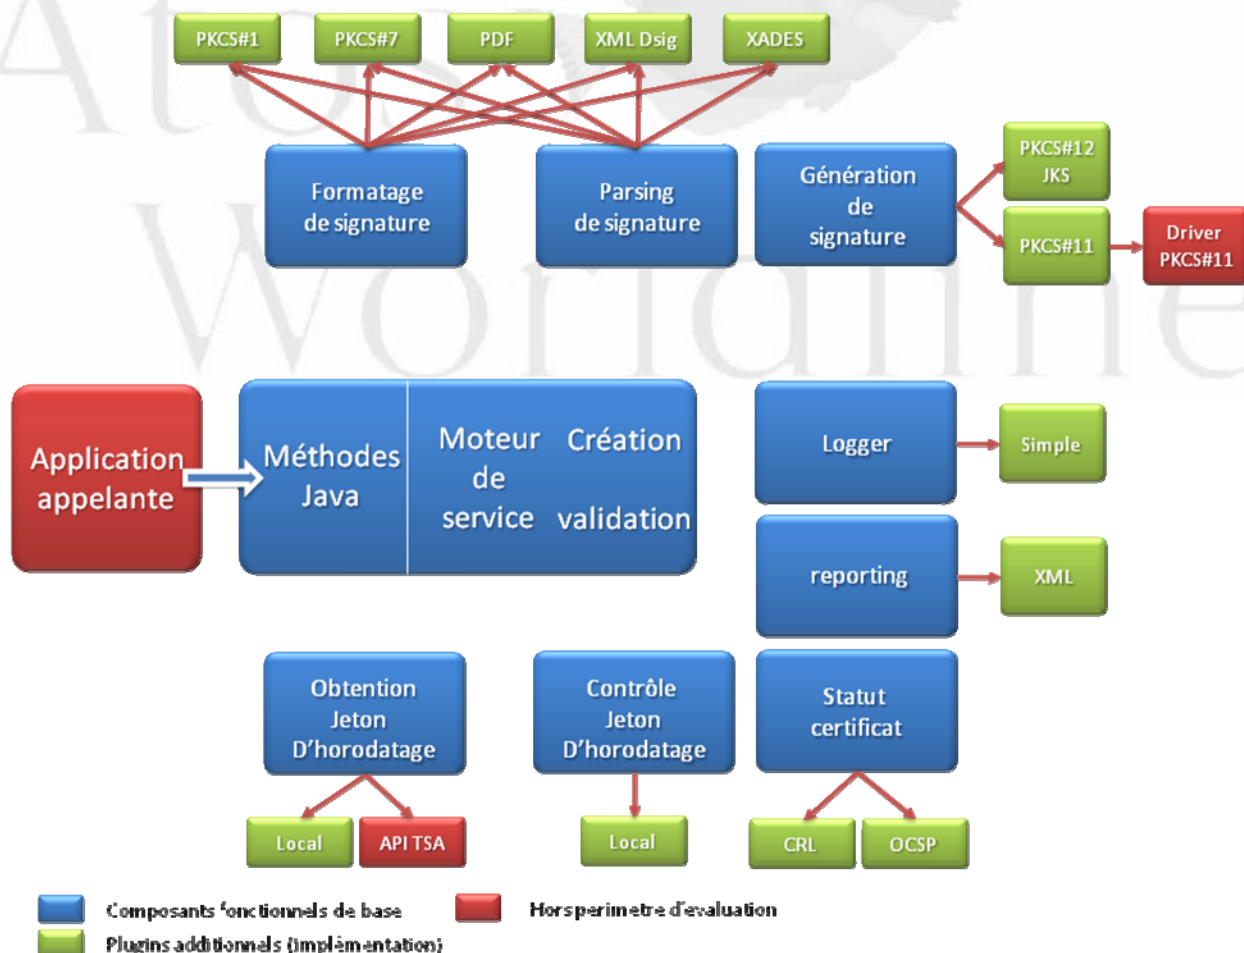 Atos
Worldline
PKCS#1
PKCS#7
PDF
XML Dsig
XADES
Formatage
de signature
Parsing
de signature
Génération
de
signature
PKCS#12
JKS
PKCS#11
Driver
PKCS#11
Application
appelante
Méthodes
Java
Moteur
de
service
Création
validation
Logger
Simple
reporting
XML
Obtention
Jeton
D'horodatage
Contrôle
Jeton
D'horodatage
Statut
certificat
Local
API TSA
Local
CRL
OCSP
Composants fonctionnels de base
Hors perimetre d'evaluation
Plugins additionnels (implémentation)